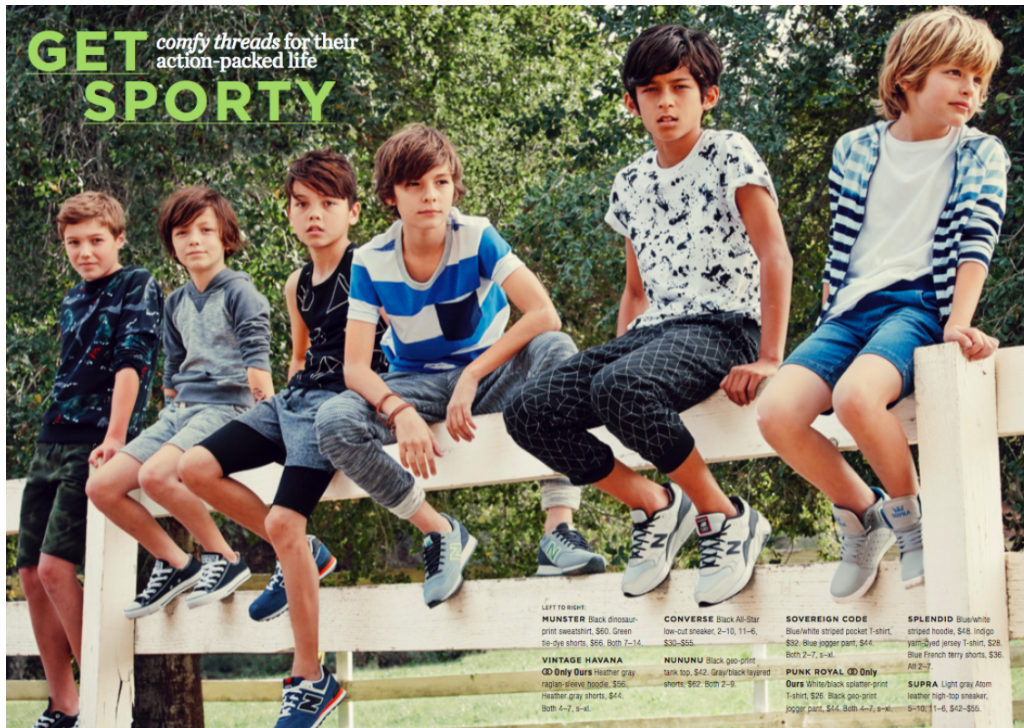 GET
SPORTY
comfy threads for their
action-packed life
LEFT TO RIGHT:
MUNSTER Black dinosaur-
print sweatshirt, $60. Green
tie-dye shorts, $66. Both 7–14.
VINTAGE HAVANA
Only Ours Heather gray
raglan-sleeve hoodie, $56.
Heather gray shorts, $44.
Both 4–7, s–xl.
CONVERSE Black All-Star
low-cut sneaker, 2–10, 11–6,
$30–$55.
NUNUNU Black geo-print
tank top, $42. Gray/black layered
shorts, $62. Both 2–9.
SOVEREIGN CODE
Blue/white striped pocket T-shirt,
$32. Blue jogger pant, $44.
Both 2–7, s–xl.
PUNK ROYAL Only
Ours White/black splatter-print
T-shirt, $26. Black geo-print
jogger pant, $44. Both 4–7, s–xl.
SPLENDID Blue/white
striped hoodie, $48. Indigo
yarn-dyed jersey T-shirt, $28.
Blue French terry shorts, $36.
All 2–7.
SUPRA Light gray Atom
leather high-top sneaker,
5–10, 11–6, $42–$55.
N
N
N
N
SUPRA